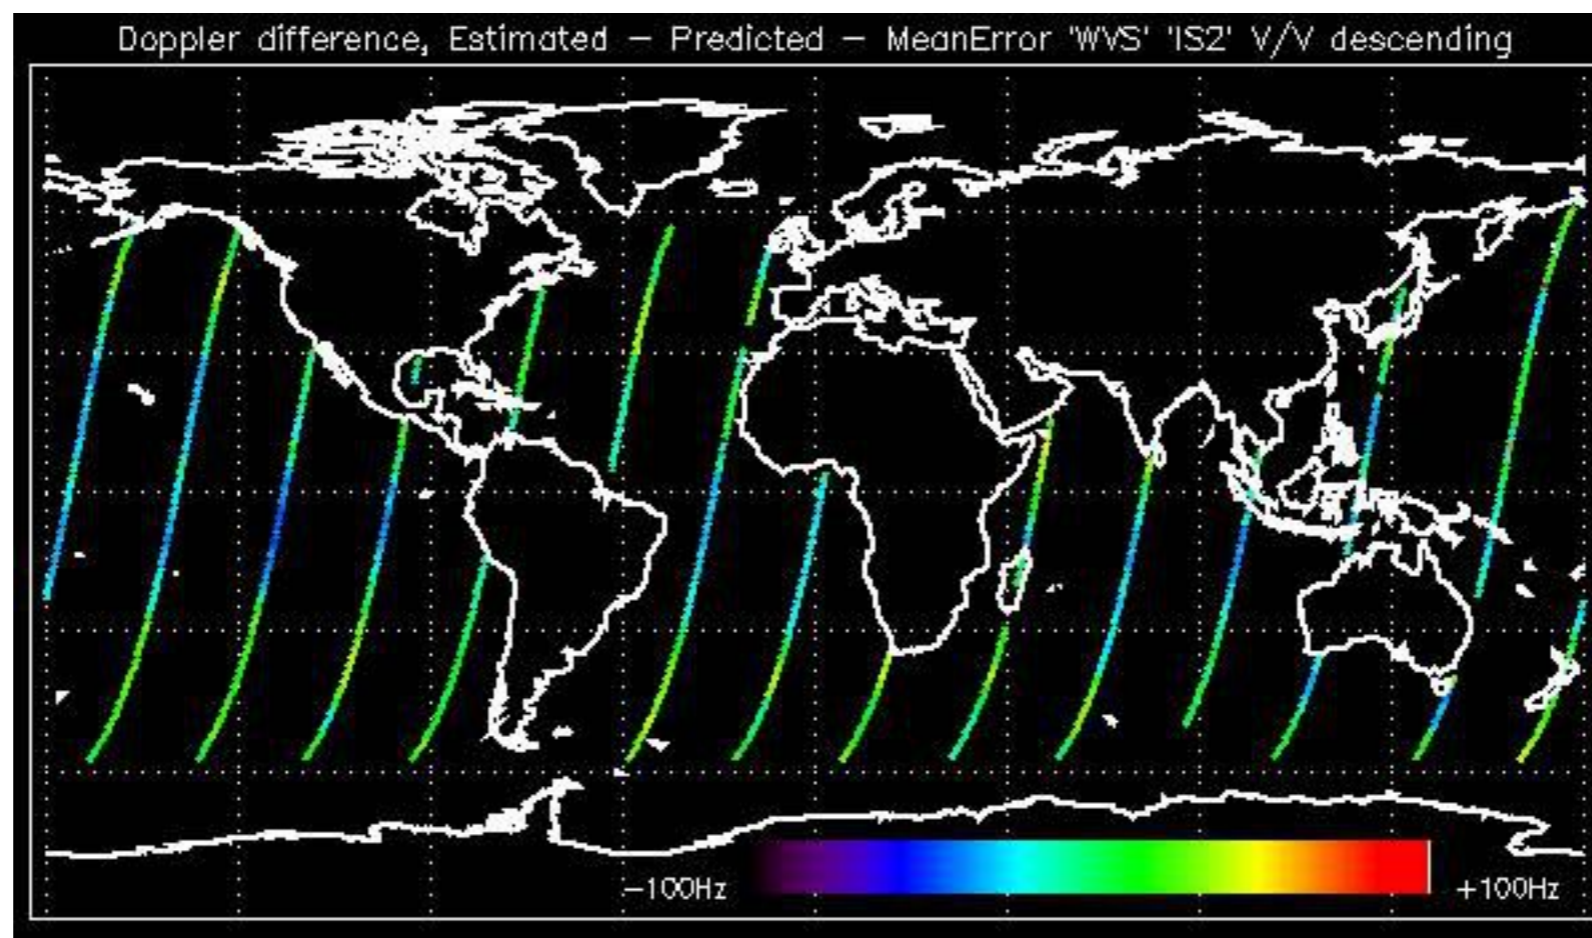 Doppler difference, Estimated – Predicted – MeanError 'WVS' 'IS2' V/V descending
-100Hz +100Hz